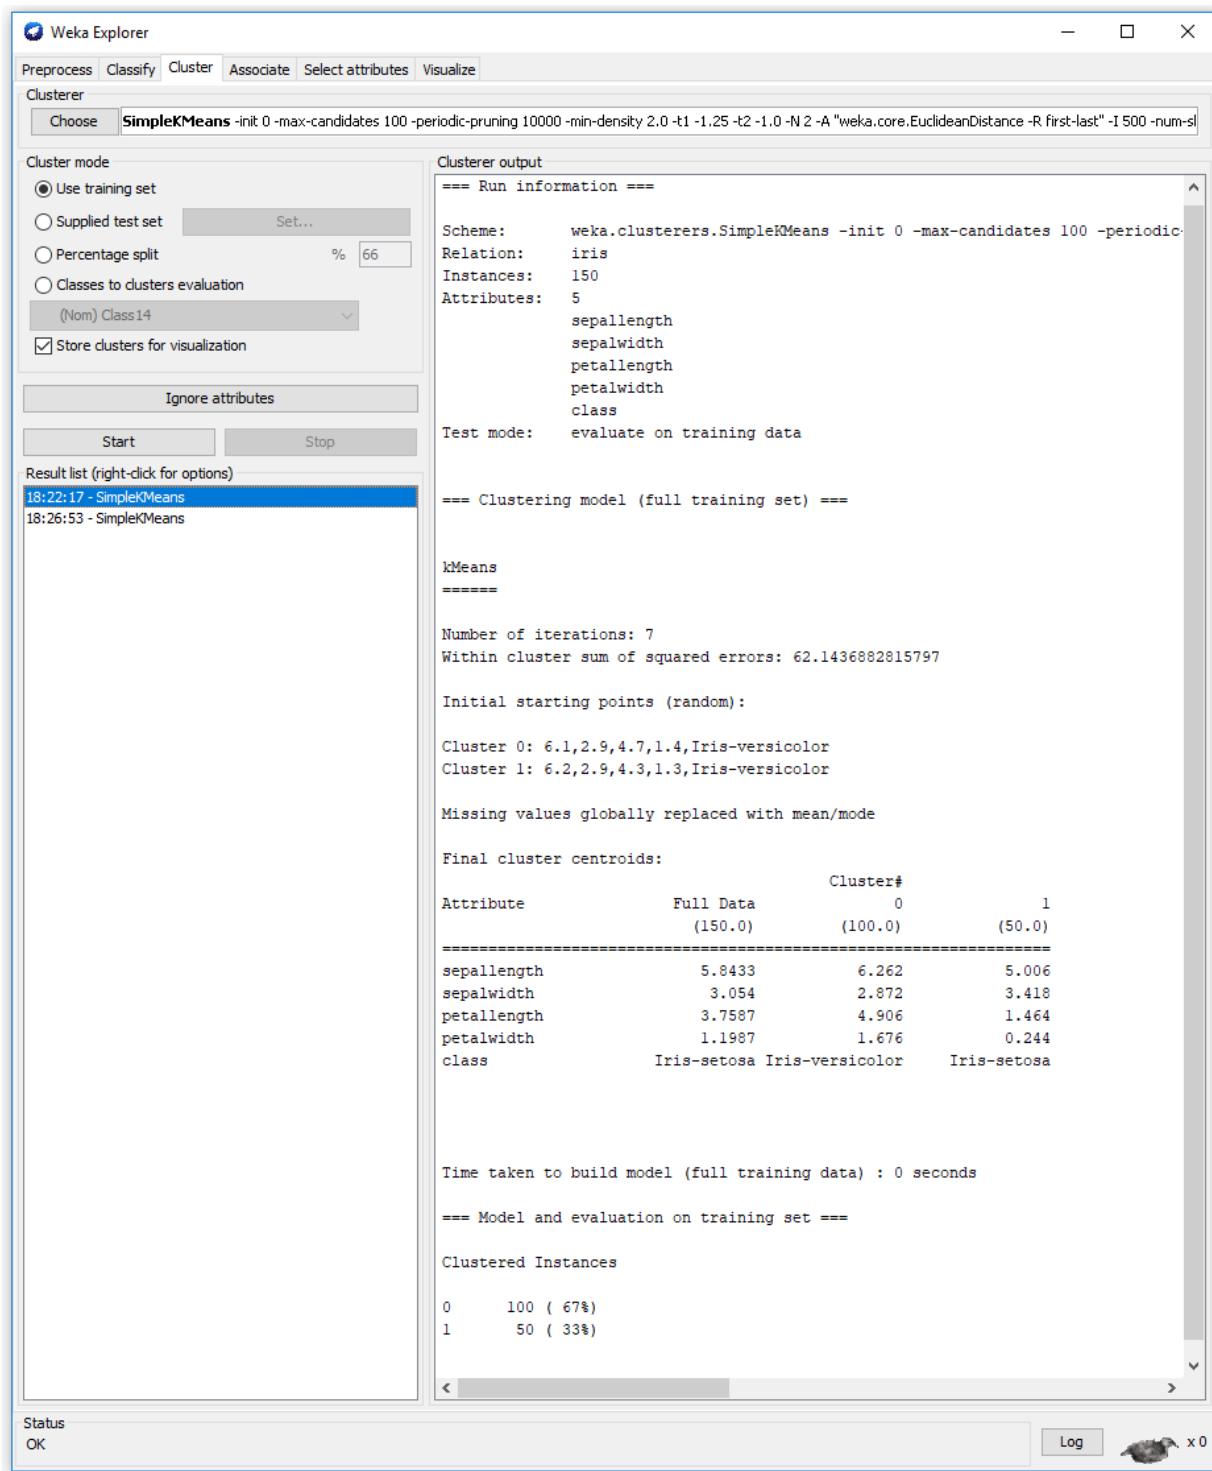 Weka Explorer
Preprocess Classify Cluster Associate Select attributes Visualize
Clusterer
Choose SimpleKMeans -init 0 -max-candidates 100 -periodic-pruning 10000 -min-density 2.0 -t1 -1.25 -t2 -1.0 -N 2 -A "weka.core.EuclideanDistance -R first-last" -I 500 -num-sl
Cluster mode
Use training set
Supplied test set Set...
Percentage split % 66
Classes to clusters evaluation
(Nom) Class14
Store clusters for visualization
Ignore attributes
Start Stop
Result list (right-click for options)
18:22:17 - SimpleKMeans
18:26:53 - SimpleKMeans
Clusterer output
=== Run information ===
Scheme: weka.clusterers.SimpleKMeans -init 0 -max-candidates 100 -periodic-
Relation: iris
Instances: 150
Attributes: 5
sepallength
sepalwidth
petallength
petalwidth
class
Test mode: evaluate on training data
=== Clustering model (full training set) ===
kMeans
======
Number of iterations: 7
Within cluster sum of squared errors: 62.1436882815797
Initial starting points (random):
Cluster 0: 6.1,2.9,4.7,1.4,Iris-versicolor
Cluster 1: 6.2,2.9,4.3,1.3,Iris-versicolor
Missing values globally replaced with mean/mode
Final cluster centroids:
Cluster#
Attribute Full Data 0 1
(150.0) (100.0) (50.0)
==================================================================
sepallength 5.8433 6.262 5.006
sepalwidth 3.054 2.872 3.418
petallength 3.7587 4.906 1.464
petalwidth 1.1987 1.676 0.244
class Iris-setosa Iris-versicolor Iris-setosa
Time taken to build model (full training data) : 0 seconds
=== Model and evaluation on training set ===
Clustered Instances
0 100 ( 67%)
1 50 ( 33%)
Status
OK
Log x 0